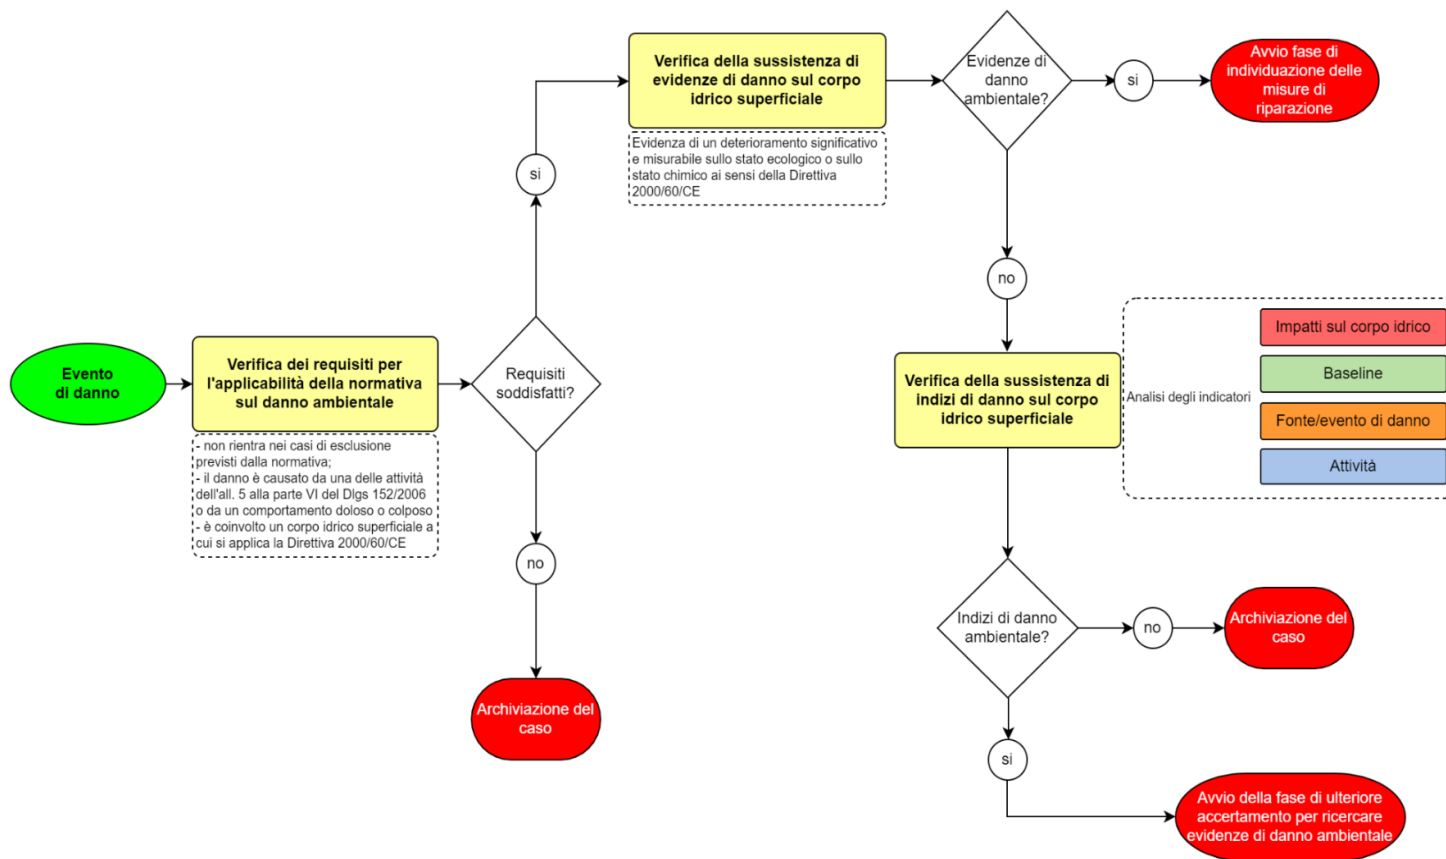 Evento
di danno
Verifica dei requisiti per
l'applicabilità della normativa
sul danno ambientale
- non rientra nei casi di esclusione
previsti dalla normativa;
- il danno è causato da una delle attività
dell'all. 5 alla parte VI del Dlgs 152/2006
o da un comportamento doloso o colposo
- è coinvolto un corpo idrico superficiale a
cui si applica la Direttiva 2000/60/CE
Requisiti
soddisfatti?
si
no
Archiviazione del
caso
Verifica della sussistenza di
evidenze di danno sul corpo
idrico superficiale
Evidenza di un deterioramento significativo
e misurabile sullo stato ecologico o sullo
stato chimico ai sensi della Direttiva
2000/60/CE
Evidenze di
danno
ambientale?
si
Avvio fase di
individuazione delle
misure di
riparazione
no
Verifica della sussistenza di
indizi di danno sul corpo
idrico superficiale
Analisi degli indicatori
Impatti sul corpo idrico
Baseline
Fonte/evento di danno
Attività
Indizi di danno
ambientale?
no
Archiviazione del
caso
si
Avvio della fase di ulteriore
accertamento per ricercare
evidenze di danno ambientale